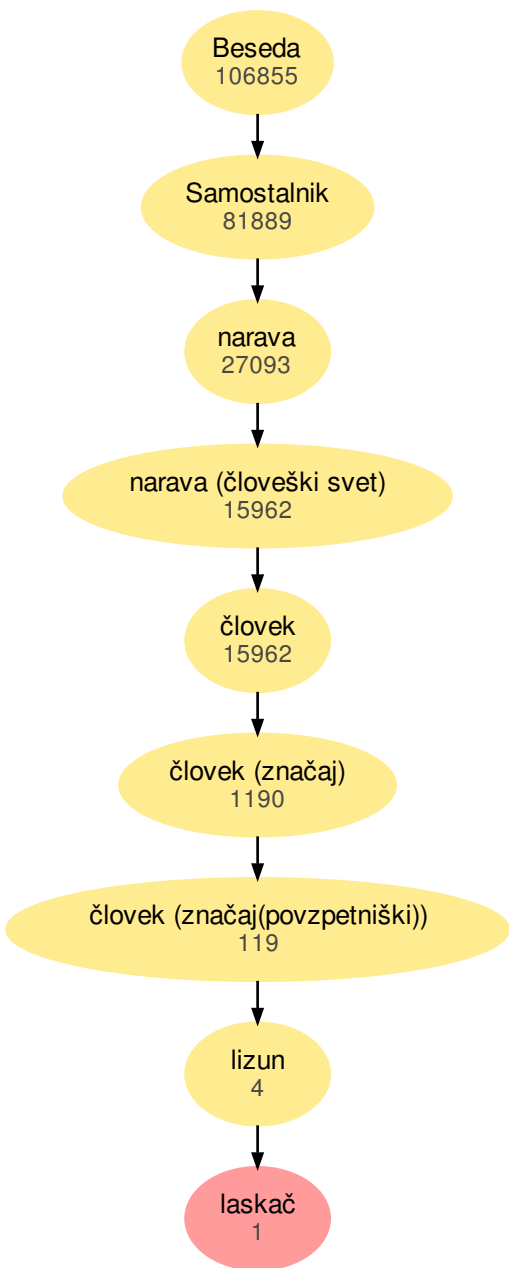 Beseda
106855
Samostalnik
81889
narava
27093
narava (človeški svet)
15962
človek
15962
človek (značaj)
1190
človek (značaj(povzpetniški))
119
lizun
4
laskač
1